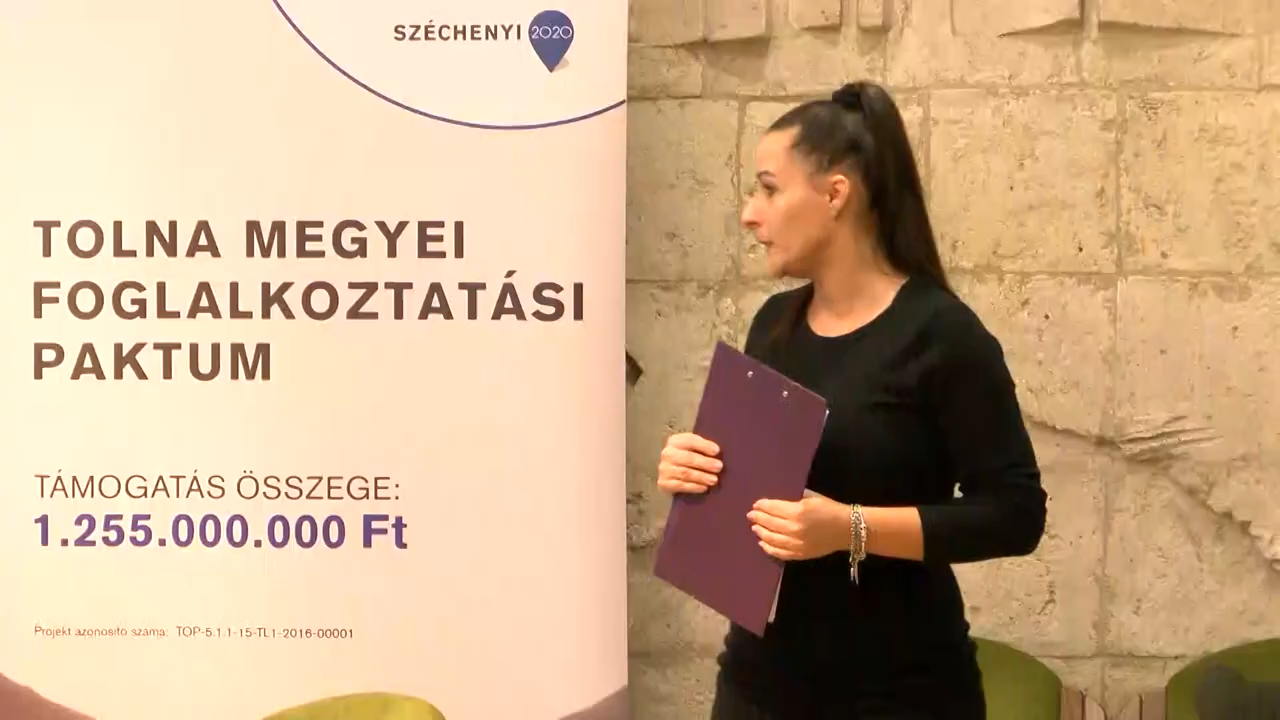 SZÉCHENYI 2020
TOLNA MEGYEI
FOGLALKOZTATÁSI
PAKTUM
TÁMOGATÁS ÖSSZEGE:
1.255.000.000 Ft
Projekt azonosító száma: TOP-5.1.1-15-TL1-2016-00001